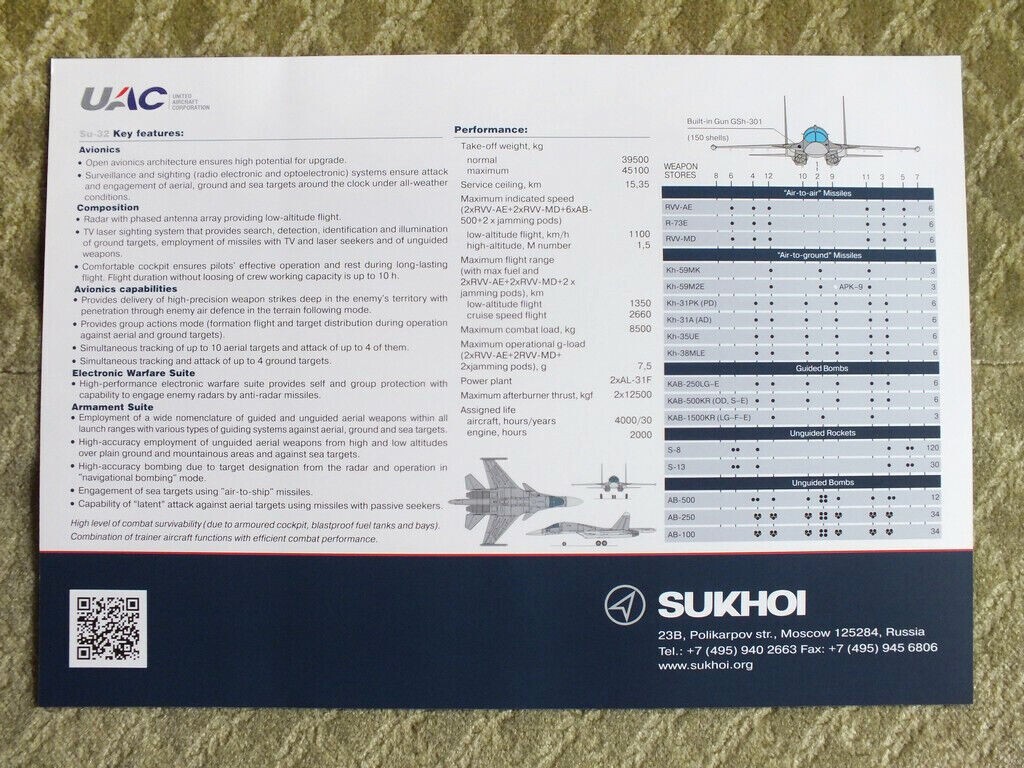 UAC
UNITED
AIRCRAFT
CORPORATION
Su-32 Key features:
Avionics
• Open avionics architecture ensures high potential for upgrade.
• Surveillance and sighting (radio electronic and optoelectronic) systems ensure attack
and engagement of aerial, ground and sea targets around the clock under all-weather
conditions.
Composition
• Radar with phased antenna array providing low-altitude flight.
• TV laser sighting system that provides search, detection, identification and illumination
of ground targets, employment of missiles with TV and laser seekers and of unguided
weapons.
• Comfortable cockpit ensures pilots' effective operation and rest during long-lasting
flight. Flight duration without loosing of crew working capacity is up to 10 h.
Avionics capabilities
• Provides delivery of high-precision weapon strikes deep in the enemy's territory with
penetration through enemy air defence in the terrain following mode.
• Provides group actions mode (formation flight and target distribution during operation
against aerial and ground targets).
• Simultaneous tracking of up to 10 aerial targets and attack of up to 4 of them.
• Simultaneous tracking and attack of up to 4 ground targets.
Electronic Warfare Suite
• High-performance electronic warfare suite provides self and group protection with
capability to engage enemy radars by anti-radar missiles.
Armament Suite
• Employment of a wide nomenclature of guided and unguided aerial weapons within all
launch ranges with various types of guiding systems against aerial, ground and sea targets.
• High-accuracy employment of unguided aerial weapons from high and low altitudes
over plain ground and mountainous areas and against sea targets.
• High-accuracy bombing due to target designation from the radar and operation in
"navigational bombing" mode.
• Engagement of sea targets using "air-to-ship" missiles.
• Capability of "latent" attack against aerial targets using missiles with passive seekers.
High level of combat survivability (due to armoured cockpit, blastproof fuel tanks and bays).
Combination of trainer aircraft functions with efficient combat performance.
Performance:
Take-off weight, kg
normal 39500
maximum 45100
Service ceiling, km 15,35
Maximum indicated speed
(2xRVV-AE+2xRVV-MD+6xAB-
500+2 x jamming pods)
low-altitude flight, km/h 1100
high-altitude, M number 1,5
Maximum flight range
(with max fuel and
2xRVV-AE+2xRVV-MD+2 x
jamming pods), km
low-altitude flight 1350
cruise speed flight 2660
Maximum combat load, kg 8500
Maximum operational g-load
(2xRVV-AE+2RVV-MD+
2xjamming pods), g 7,5
Power plant 2xAL-31F
Maximum afterburner thrust, kgf 2x12500
Assigned life
aircraft, hours/years 4000/30
engine, hours 2000
Built-in Gun GSh-301
(150 shells)
WEAPON
STORES 8 6 4 12 10 2 9 11 3 5 7
1
"Air-to-air" Missiles
RVV-AE 6
R-73E 6
RVV-MD 6
"Air-to-ground" Missiles
Kh-59MK 3
Kh-59M2E APK-9 3
Kh-31PK (PD) 6
Kh-31A (AD) 6
Kh-35UE 6
Kh-38MLE 6
Guided Bombs
KAB-250LG-E 6
KAB-500KR (OD, S-E) 6
KAB-1500KR (LG-F-E) 3
Unguided Rockets
S-8 120
S-13 30
Unguided Bombs
AB-500 12
AB-250 34
AB-100 34
SUKHOI
23B, Polikarpov str., Moscow 125284, Russia
Tel.: +7 (495) 940 2663 Fax: +7 (495) 945 6806
www.sukhoi.org